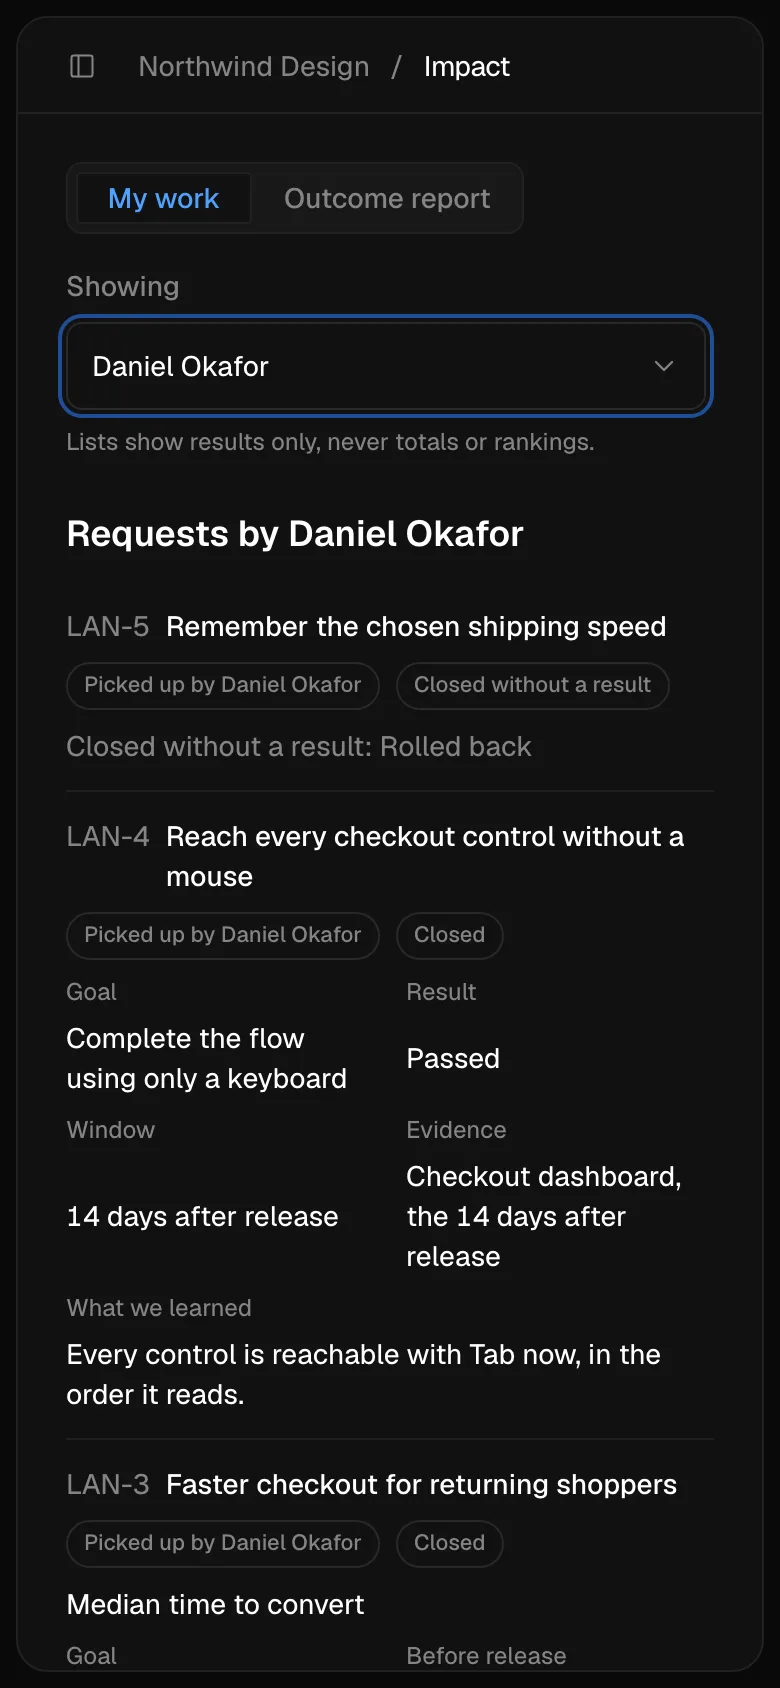 Northwind Design / Impact
My work Outcome report
Showing
Daniel Okafor
Lists show results only, never totals or rankings.
Requests by Daniel Okafor
LAN-5 Remember the chosen shipping speed
Picked up by Daniel Okafor Closed without a result
Closed without a result: Rolled back
LAN-4 Reach every checkout control without a
mouse
Picked up by Daniel Okafor Closed
Goal Result
Complete the flow
using only a keyboard
Passed
Window Evidence
14 days after release
Checkout dashboard,
the 14 days after
release
What we learned
Every control is reachable with Tab now, in the
order it reads.
LAN-3 Faster checkout for returning shoppers
Picked up by Daniel Okafor Closed
Median time to convert
Goal Before release